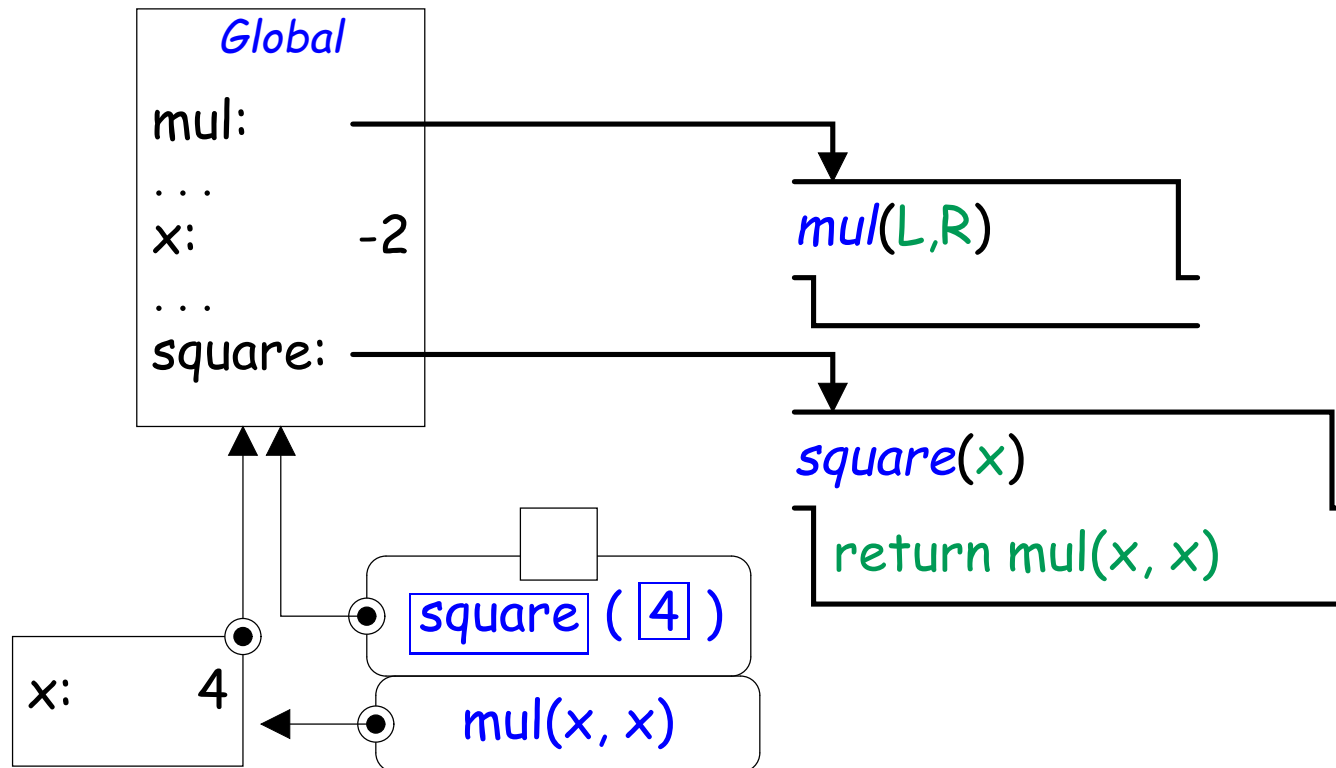 Global
mul:
. . .
x: -2
. . .
square:
mul(L,R)
square(x)
return mul(x, x)
square ( 4 )
x: 4
mul(x, x)